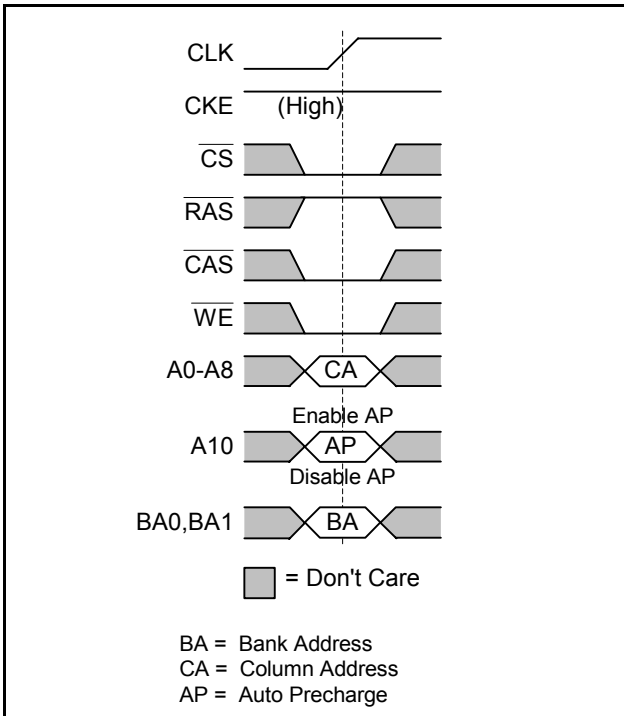 CLK
CKE (High)
CS
RAS
CAS
WE
A0-A8 CA
Enable AP
A10 AP
Disable AP
BA0,BA1 BA
= Don't Care
BA = Bank Address
CA = Column Address
AP = Auto Precharge